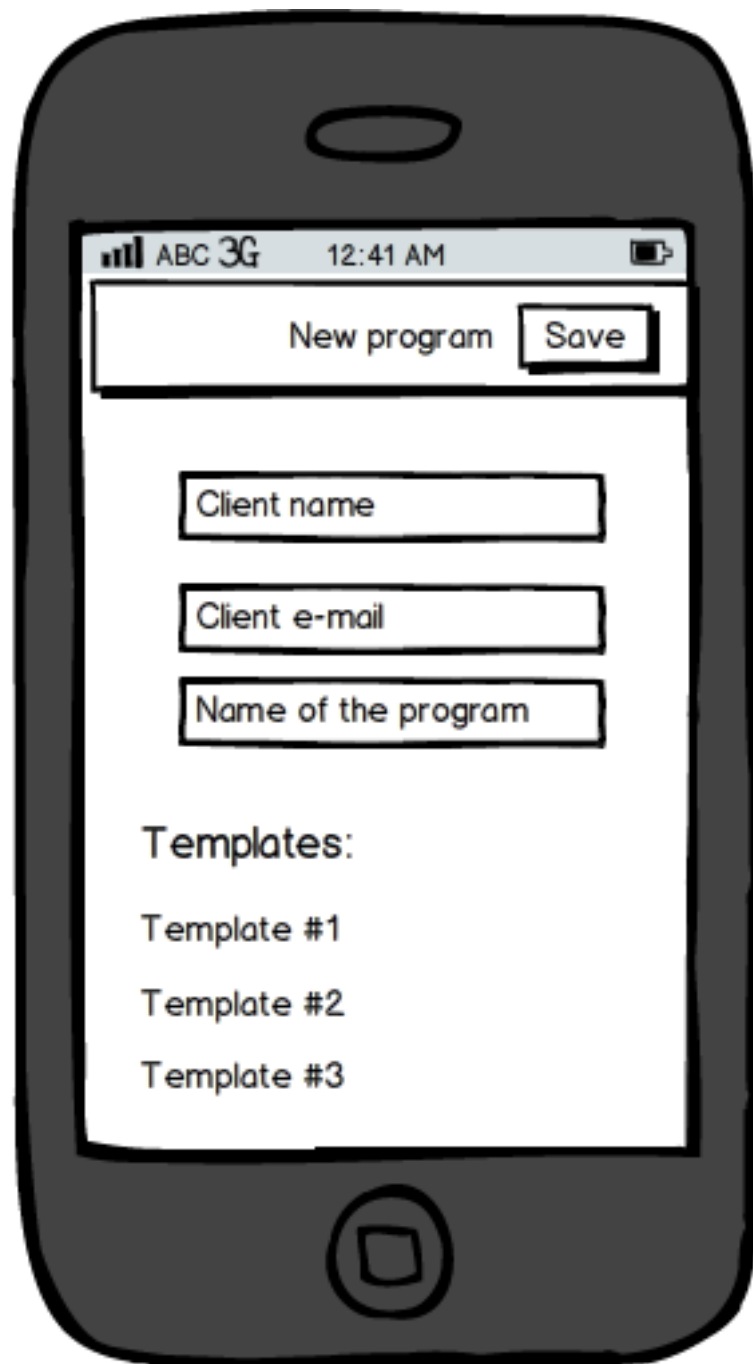 ABC 3G 12:41 AM
New program Save
Client name
Client e-mail
Name of the program
Templates:
Template #1
Template #2
Template #3